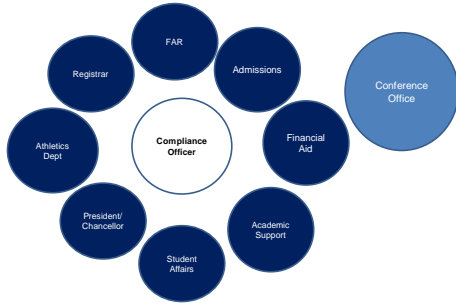 FAR
Registrar
Admissions
Conference
Office
Compliance
Officer
Athletics
Dept
Financial
Aid
President/
Chancellor
Academic
Support
Student
Affairs